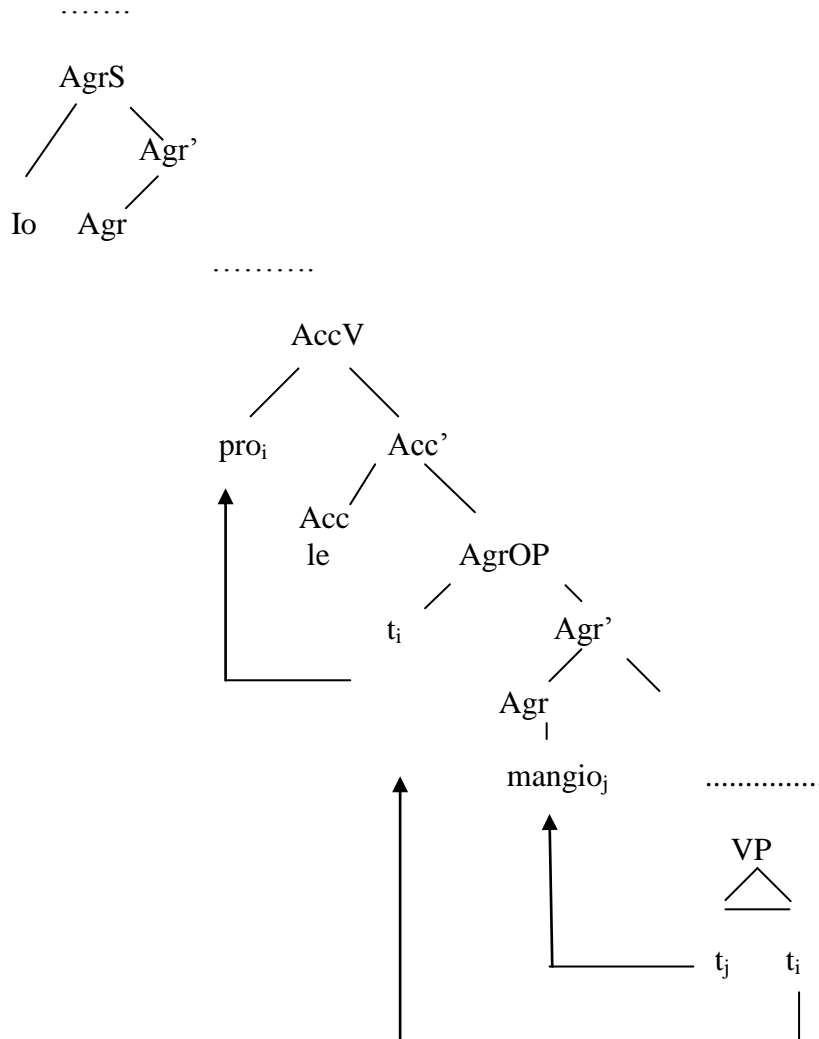 .......
AgrS
Agr’
Io Agr
..........
AccV
proᵢ Acc’
Acc
le AgrOP
tᵢ Agr’
Agr
mangioⱼ ...............
VP
tⱼ tᵢ